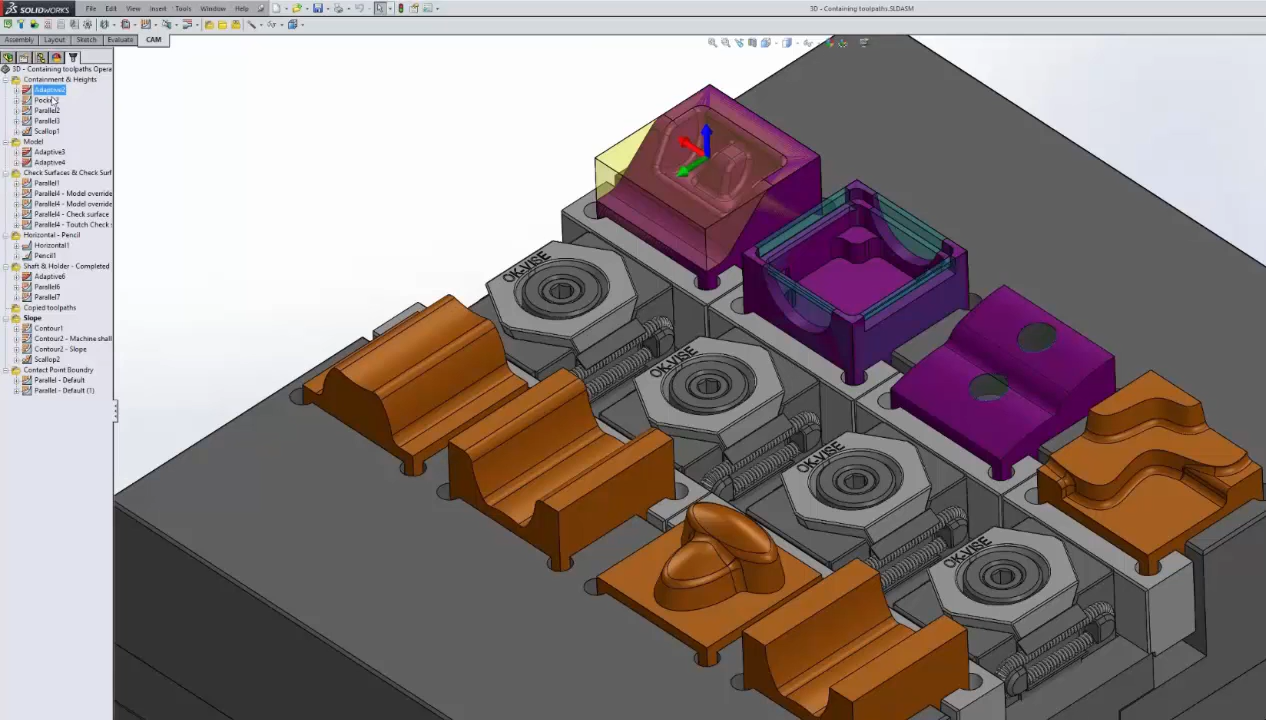 SOLIDWORKS File Edit View Insert Tools Window Help
3D - Containing toolpaths.SLDASM
Assembly Layout Sketch Evaluate CAM
3D - Containing toolpaths Opera
Containment & Heights
Adaptive2
Parallel2
Parallel3
Scallop1
Model
Adaptive3
Adaptive4
Check Surfaces & Check Surf
Parallel1
Parallel4 - Model override
Parallel4 - Model override
Parallel4 - Check surface
Parallel4 - Toutch Check s
Horizontal - Pencil
Horizontal1
Pencil1
Shaft & Holder - Completed
Adaptive6
Parallel6
Parallel7
Copied toolpaths
Slope
Contour1
Contour2 - Machine shall
Contour2 - Slope
Scallop2
Contact Point Boundry
Parallel - Default
Parallel - Default (1)
OK-VISE
OK-VISE
OK-VISE
OK-VISE